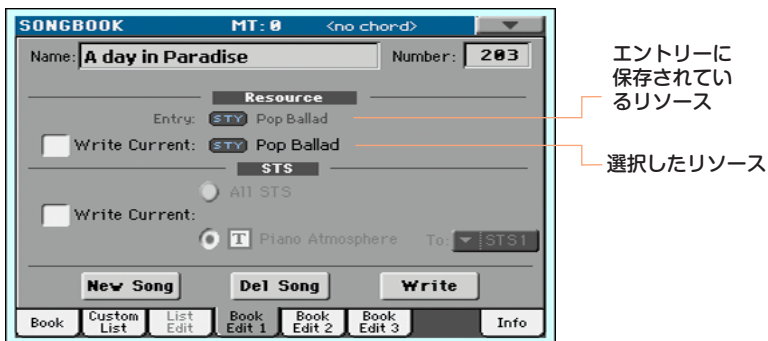 SONGBOOK MT:0 <no chord>
Name: A day in Paradise Number: 203
Resource
Entry: STY Pop Ballad
Write Current: STY Pop Ballad
STS
All STS
Write Current:
T Piano Atmosphere To: STS1
New Song Del Song Write
Book Custom List List Edit Book Edit 1 Book Edit 2 Book Edit 3 Info
エントリーに
保存されてい
るリソース
選択したリソース